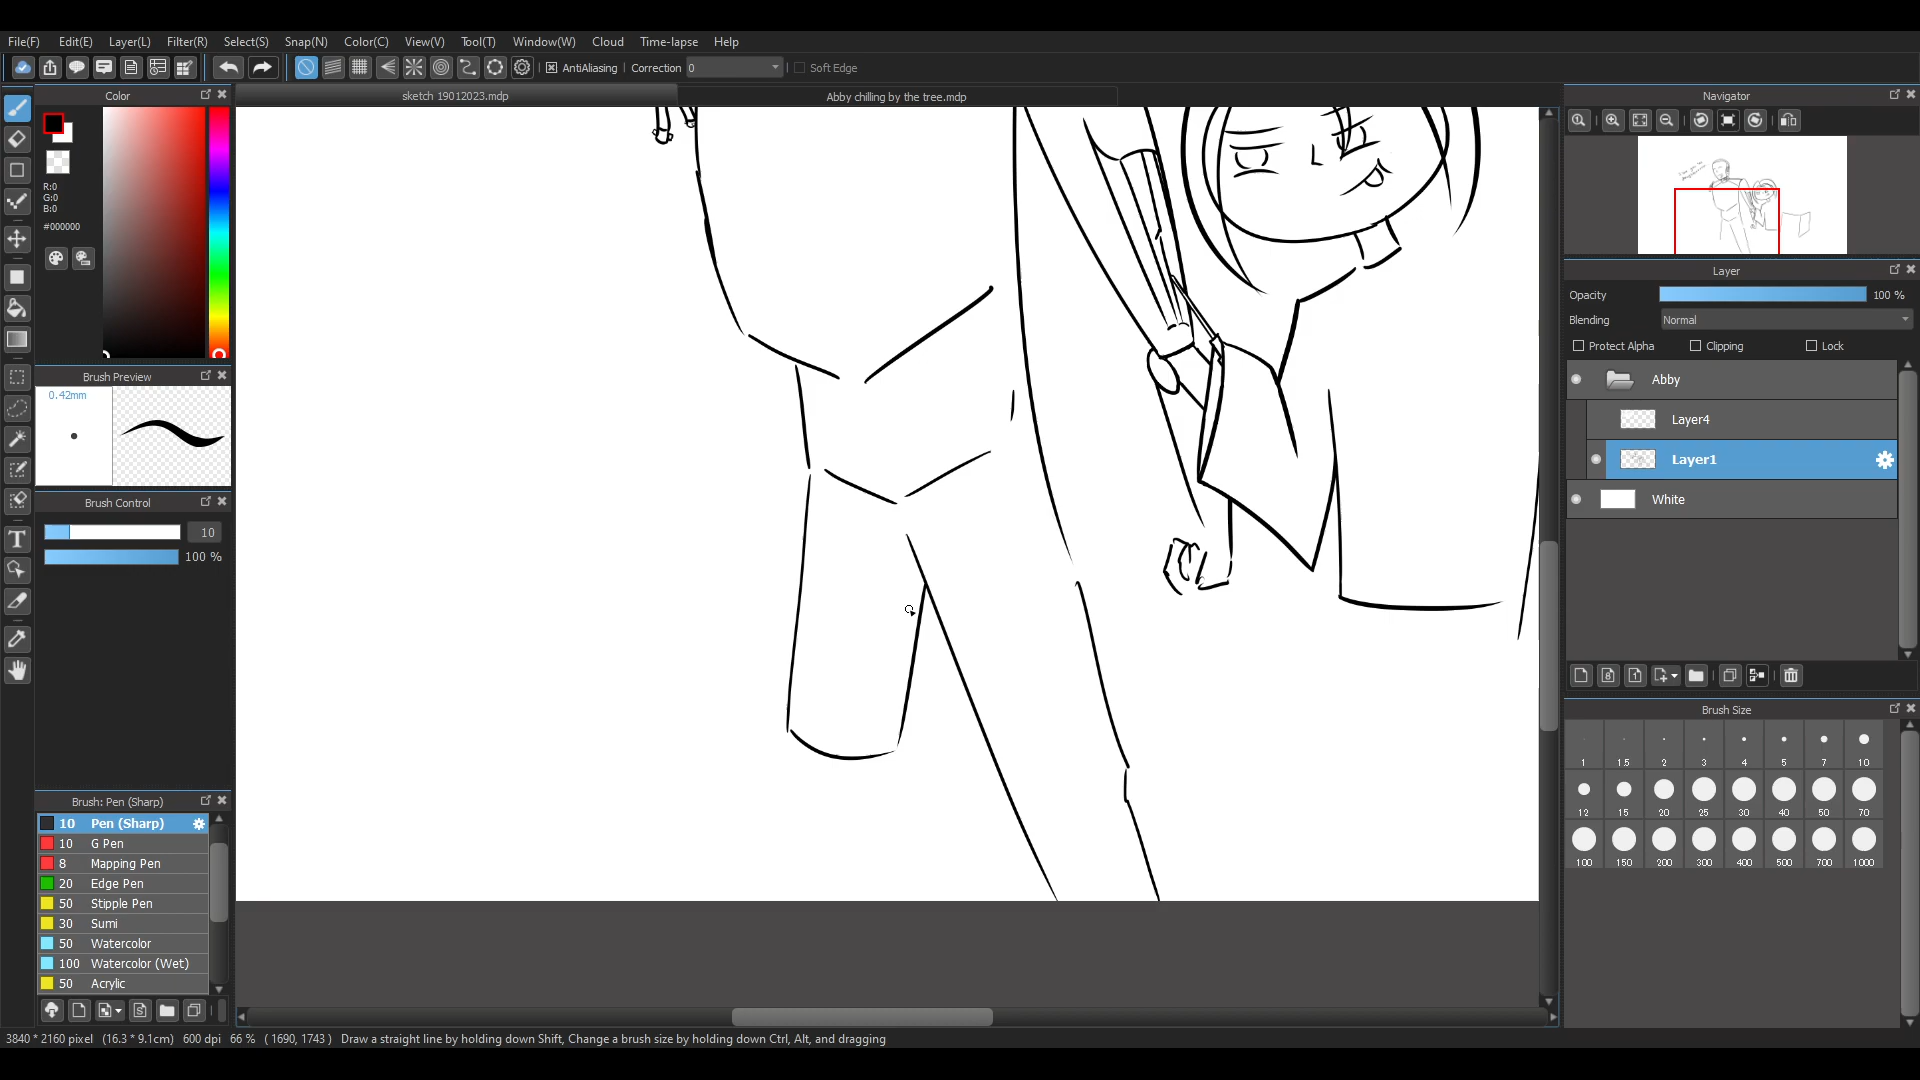 File(F) Edit(E) Layer(L) Filter(R) Select(S) Snap(N) Color(C) View(V) Tool(T) Window(W) Cloud Time-lapse Help
AntiAliasing Correction 0 Soft Edge
Color
sketch 19012023.mdp
Abby chilling by the tree.mdp
Navigator
R:0
G:0
B:0
#000000
Brush Preview
0.42mm
Brush Control
10
100 %
Brush: Pen (Sharp)
10 Pen (Sharp)
10 G Pen
8 Mapping Pen
20 Edge Pen
50 Stipple Pen
30 Sumi
50 Watercolor
100 Watercolor (Wet)
50 Acrylic
Layer
Opacity 100 %
Blending Normal
Protect Alpha Clipping Lock
Abby
Layer4
Layer1
White
Brush Size
1 1.5 2 3 4 5 7 10
12 15 20 25 30 40 50 70
100 150 200 300 400 500 700 1000
3840 * 2160 pixel (16.3 * 9.1cm) 600 dpi 66 % ( 1690, 1743 ) Draw a straight line by holding down Shift, Change a brush size by holding down Ctrl, Alt, and dragging